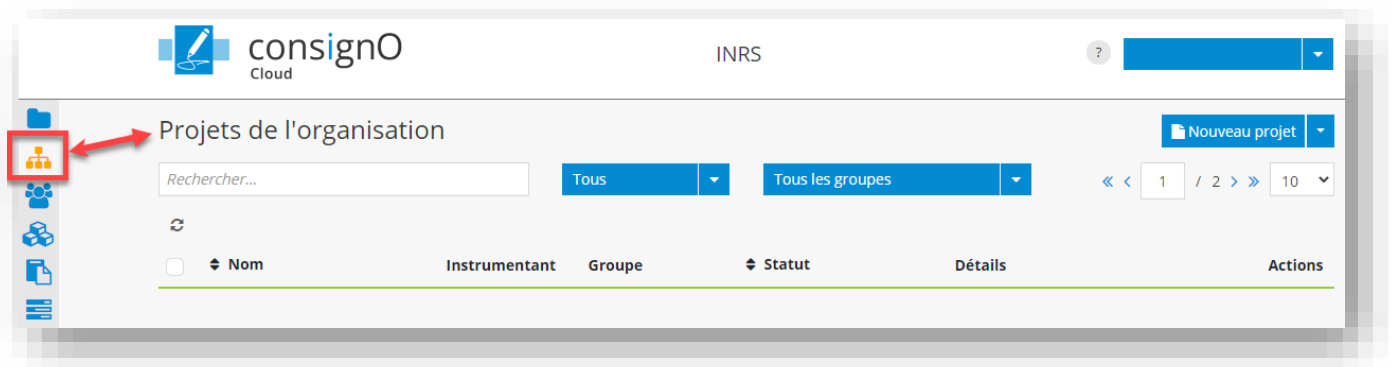 consignO
Cloud
INRS
?
Projets de l'organisation
Nouveau projet
Rechercher...
Tous
Tous les groupes
« < 1 / 2 > » 10
Nom Instrumentant Groupe Statut Détails Actions